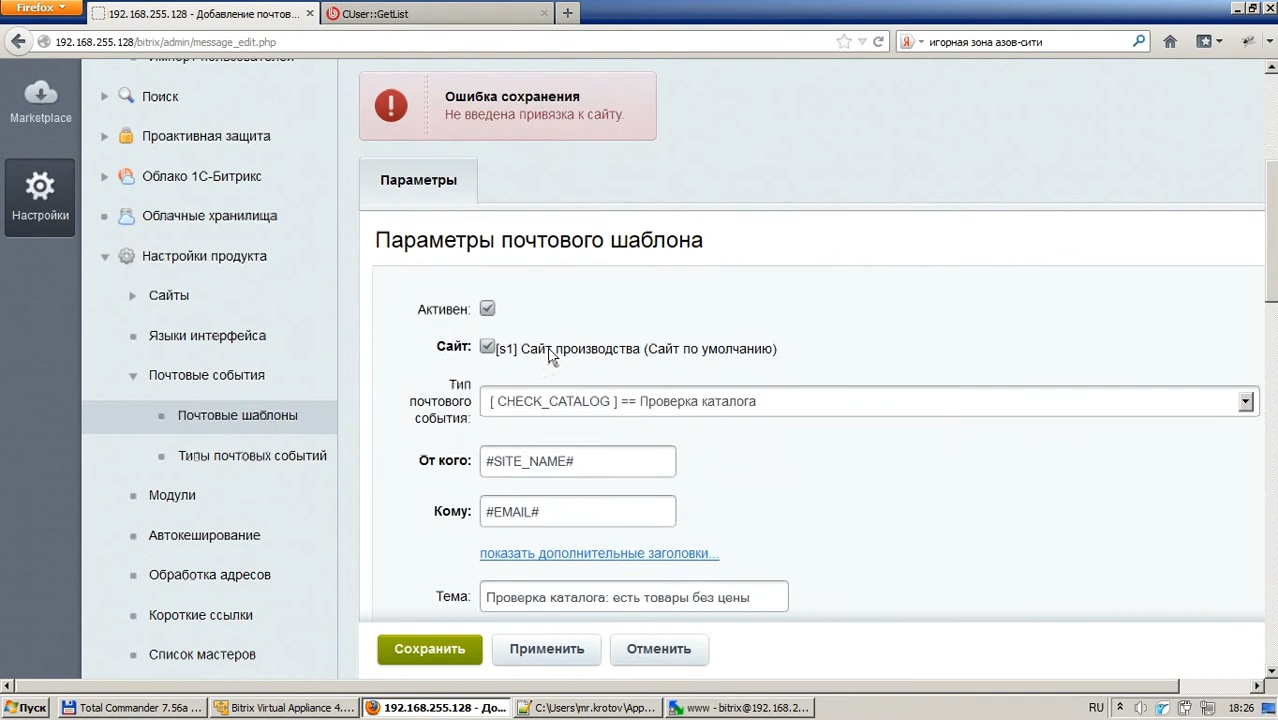 Firefox
192.168.255.128 - Добавление почтов...
CUser::GetList
192.168.255.128/bitrix/admin/message_edit.php
игорная зона азов-сити
Marketplace
Настройки
Импорт пользователей
Поиск
Проактивная защита
Облако 1С-Битрикс
Облачные хранилища
Настройки продукта
Сайты
Языки интерфейса
Почтовые события
Почтовые шаблоны
Типы почтовых событий
Модули
Автокеширование
Обработка адресов
Короткие ссылки
Список мастеров
Ошибка сохранения
Не введена привязка к сайту.
Параметры
Параметры почтового шаблона
Активен:
Сайт: [s1] Сайт производства (Сайт по умолчанию)
Тип
почтового
события:
[ CHECK_CATALOG ] == Проверка каталога
От кого: #SITE_NAME#
Кому: #EMAIL#
показать дополнительные заголовки...
Тема: Проверка каталога: есть товары без цены
Сохранить Применить Отменить
Пуск Total Commander 7.56a ... Bitrix Virtual Appliance 4.... 192.168.255.128 - До... C:\Users\mr.krotov\App... www - bitrix@192.168.2... RU 18:26